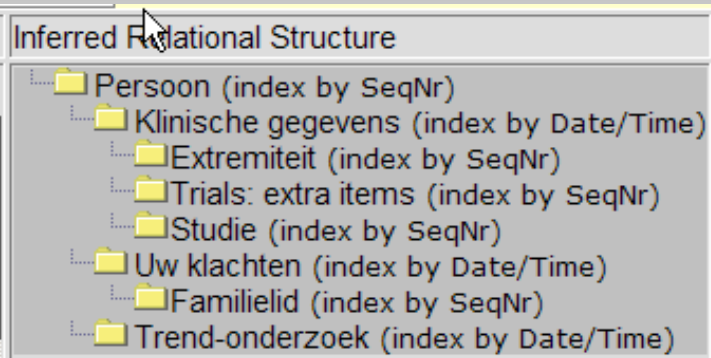 Inferred Relational Structure
Persoon (index by SeqNr)
Klinische gegevens (index by Date/Time)
Extremiteit (index by SeqNr)
Trials: extra items (index by SeqNr)
Studie (index by SeqNr)
Uw klachten (index by Date/Time)
Familielid (index by SeqNr)
Trend-onderzoek (index by Date/Time)